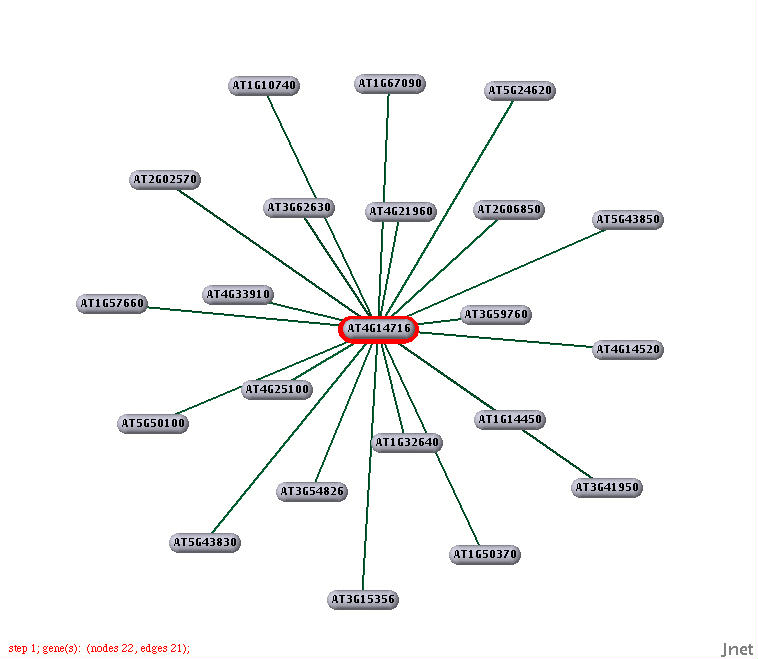 AT1G67090
AT1G10740
AT5G24620
AT2G02570
AT3G62630
AT4G21960
AT2G06850
AT5G43850
AT4G33910
AT1G57660
AT3G59760
AT4G14716
AT4G14520
AT4G25100
AT1G14450
AT5G50100
AT1G32640
AT3G41950
AT3G54826
AT5G43830
AT1G50370
AT3G15356
step 1; gene(s): (nodes 22, edges 21);
Jnet